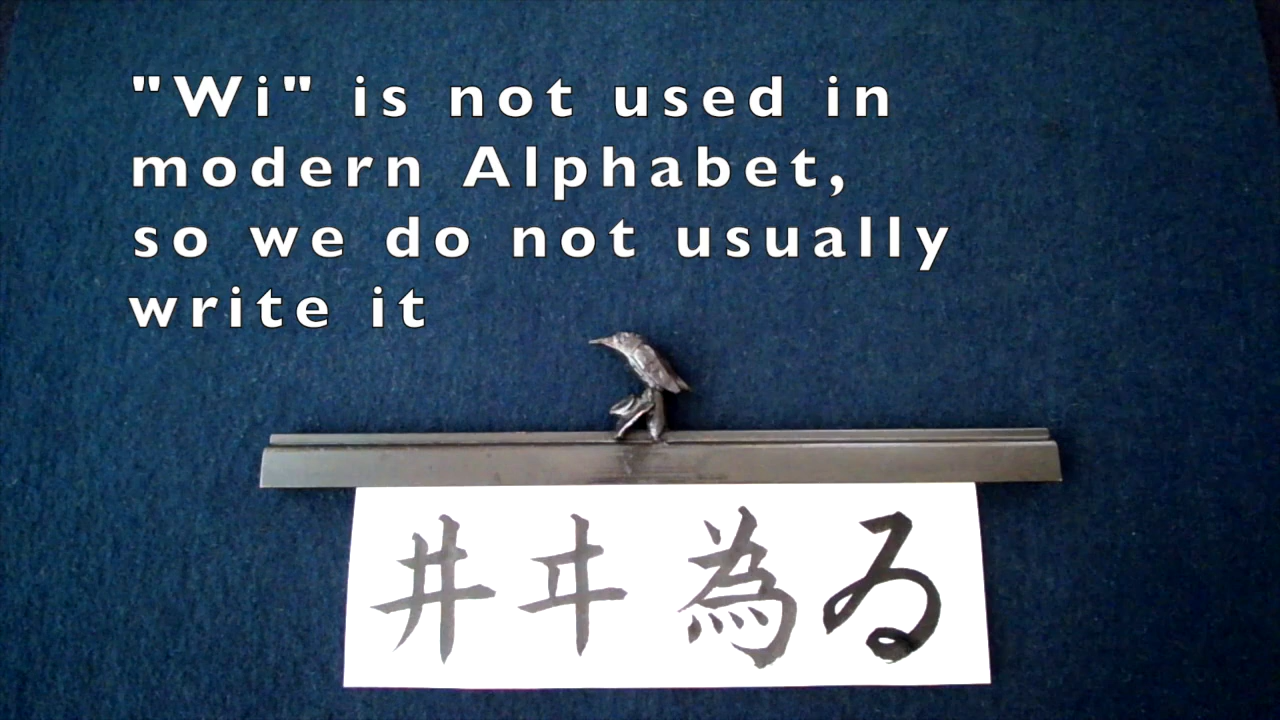 "Wi" is not used in
modern Alphabet,
so we do not usually
write it
井 ヰ 為 ゐ